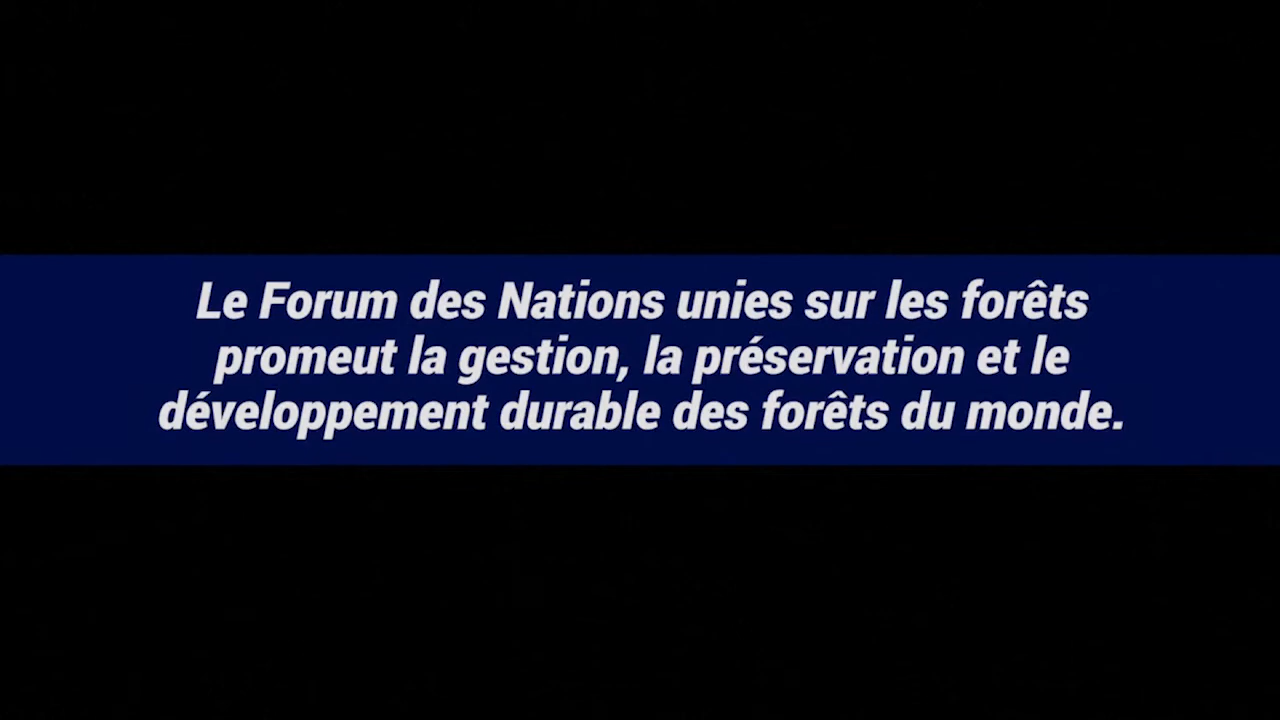 Le Forum des Nations unies sur les forêts
promeut la gestion, la préservation et le
développement durable des forêts du monde.